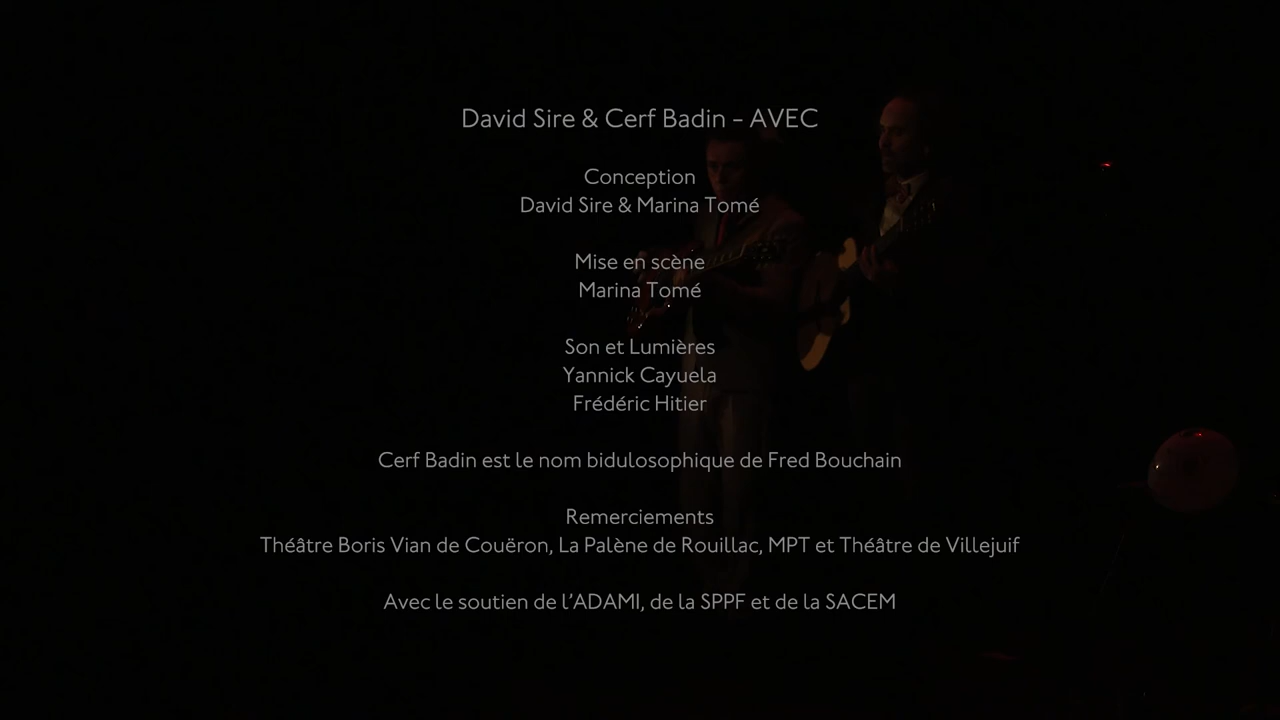 David Sire & Cerf Badin – AVEC
Conception
David Sire & Marina Tomé
Mise en scène
Marina Tomé
Son et Lumières
Yannick Cayuela
Frédéric Hitier
Cerf Badin est le nom bidulosophique de Fred Bouchain
Remerciements
Théâtre Boris Vian de Couëron, La Palène de Rouillac, MPT et Théâtre de Villejuif
Avec le soutien de l'ADAMI, de la SPPF et de la SACEM